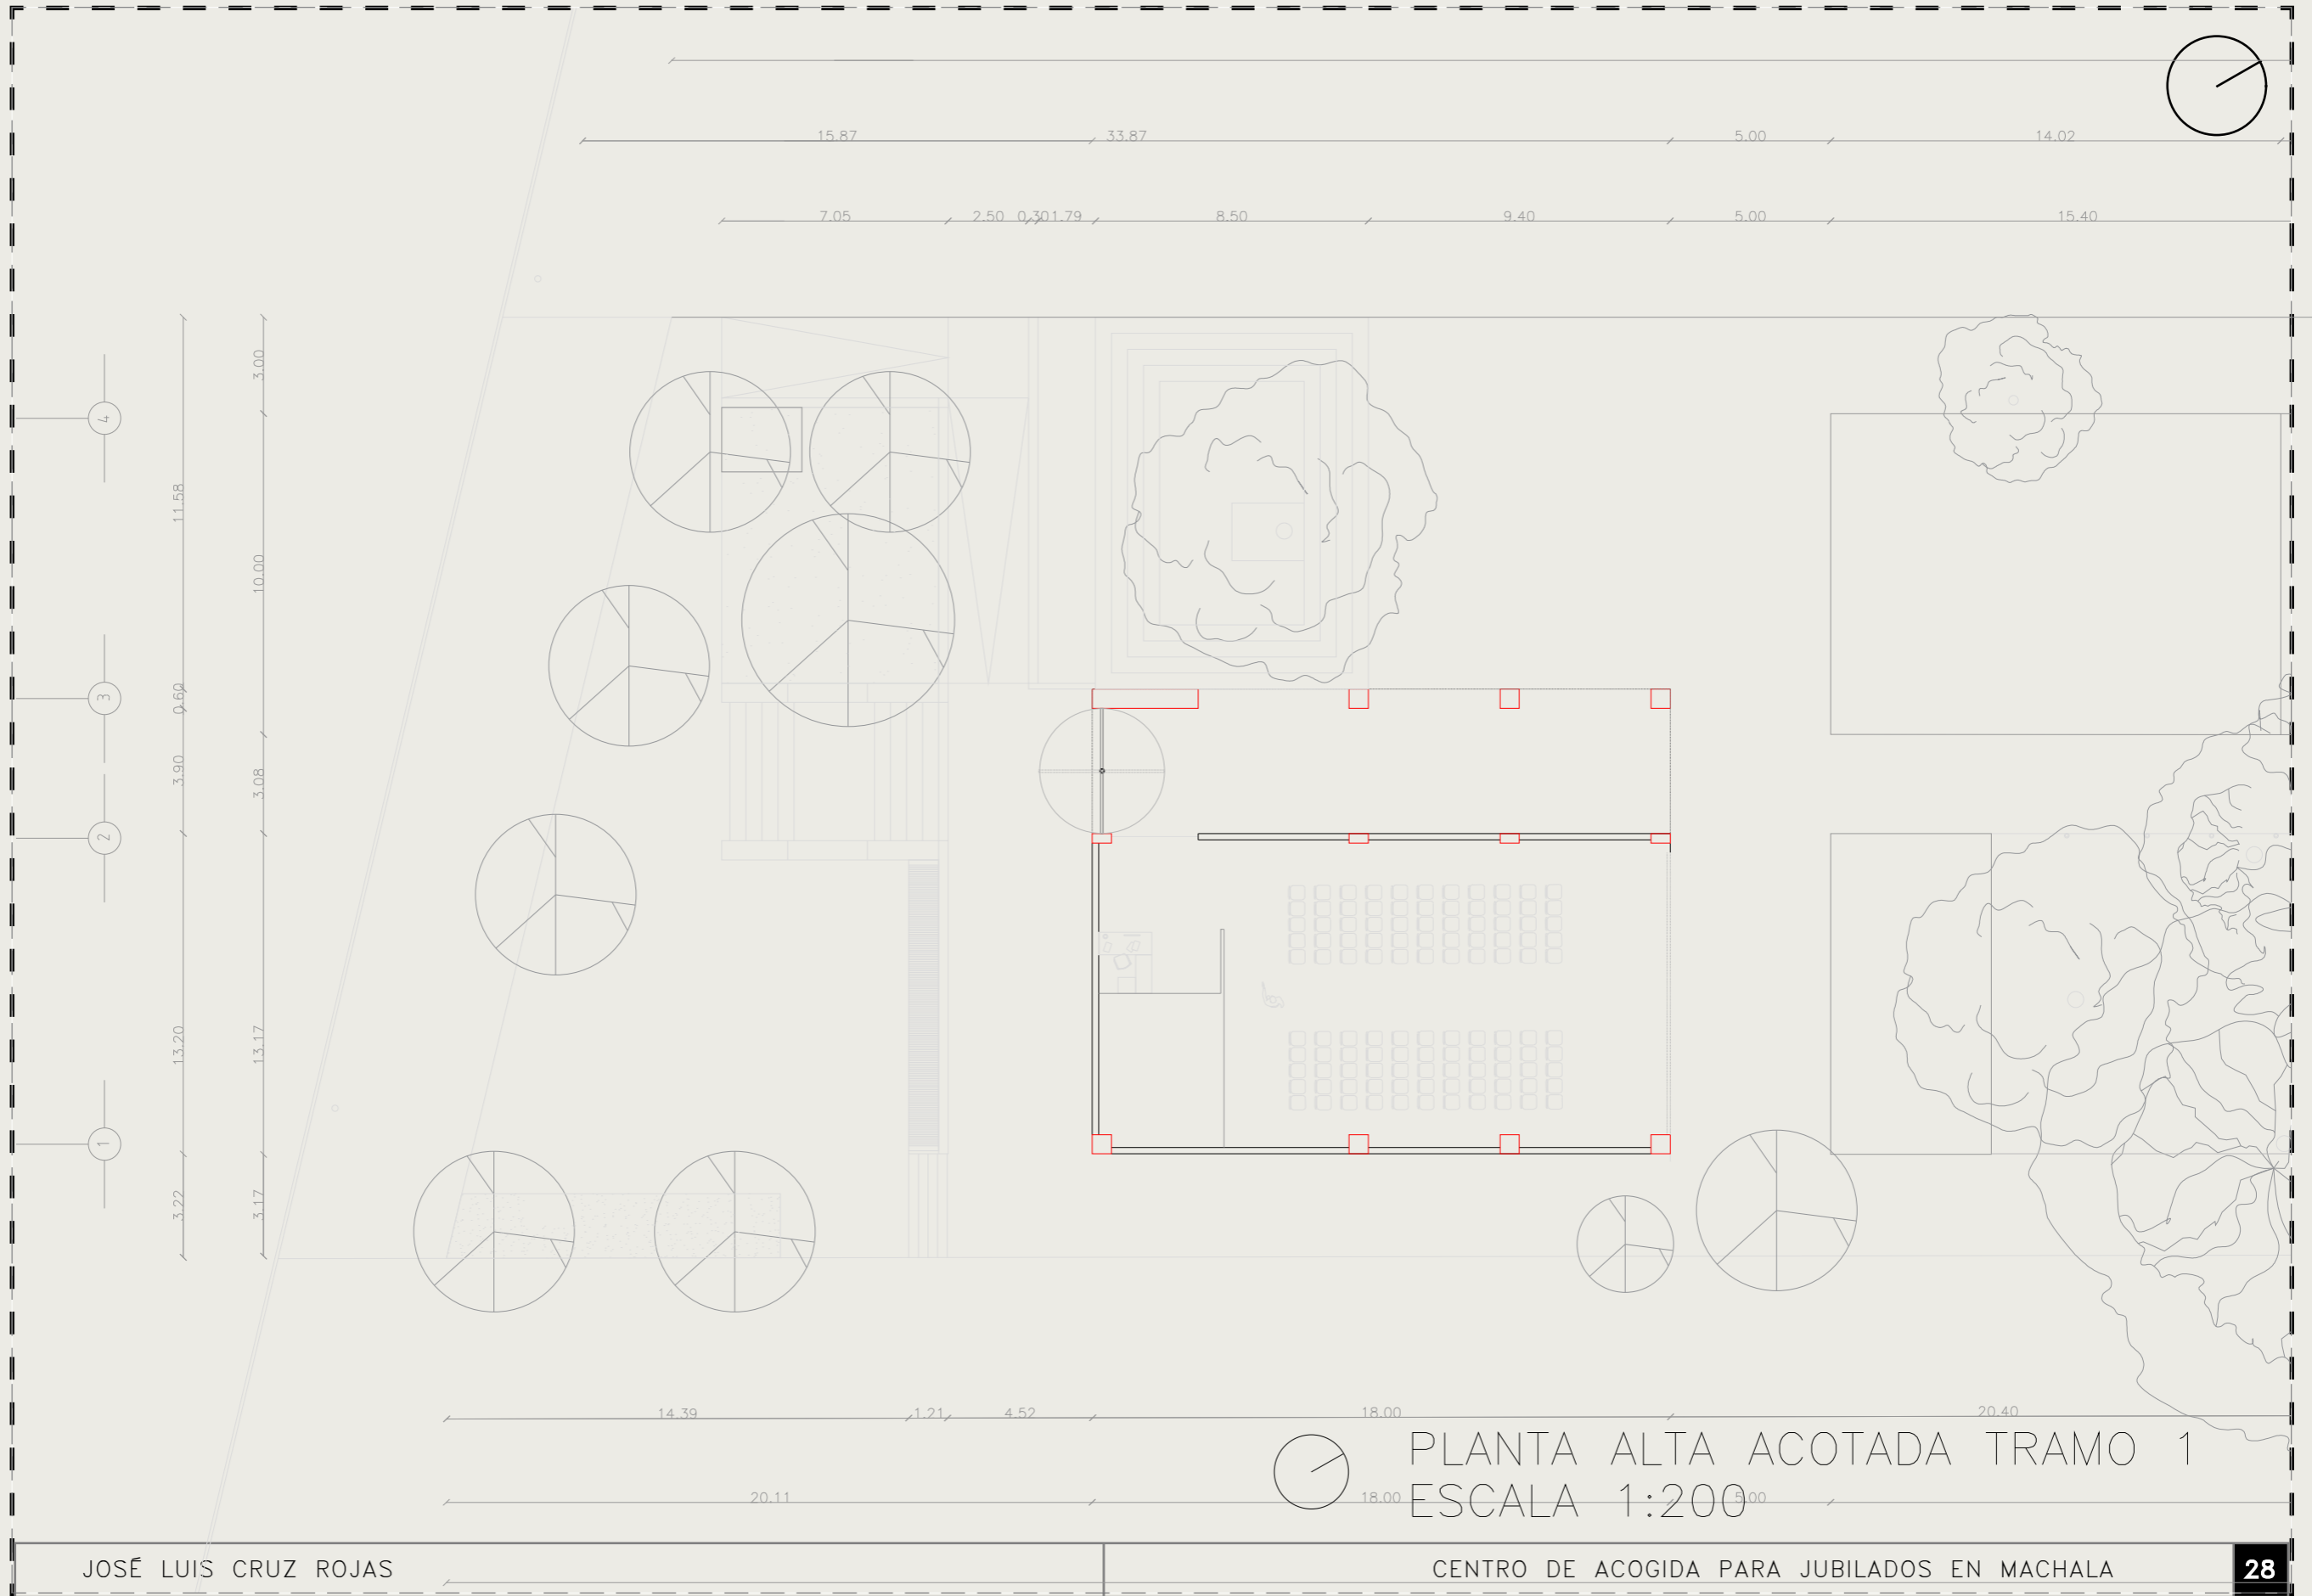 15.87 33.87 5.00 14.02
7.05 2.50 0.30 1.79 8.50 9.40 5.00 15.40
3.00
4
11.58
10.00
3
0.60
3.90
3.08
2
13.20
13.17
1
3.22
3.17
14.39 1.21 4.52 18.00 20.40
PLANTA ALTA ACOTADA TRAMO 1
20.11 18.00 5.00
ESCALA 1:200
JOSÉ LUIS CRUZ ROJAS
CENTRO DE ACOGIDA PARA JUBILADOS EN MACHALA
28